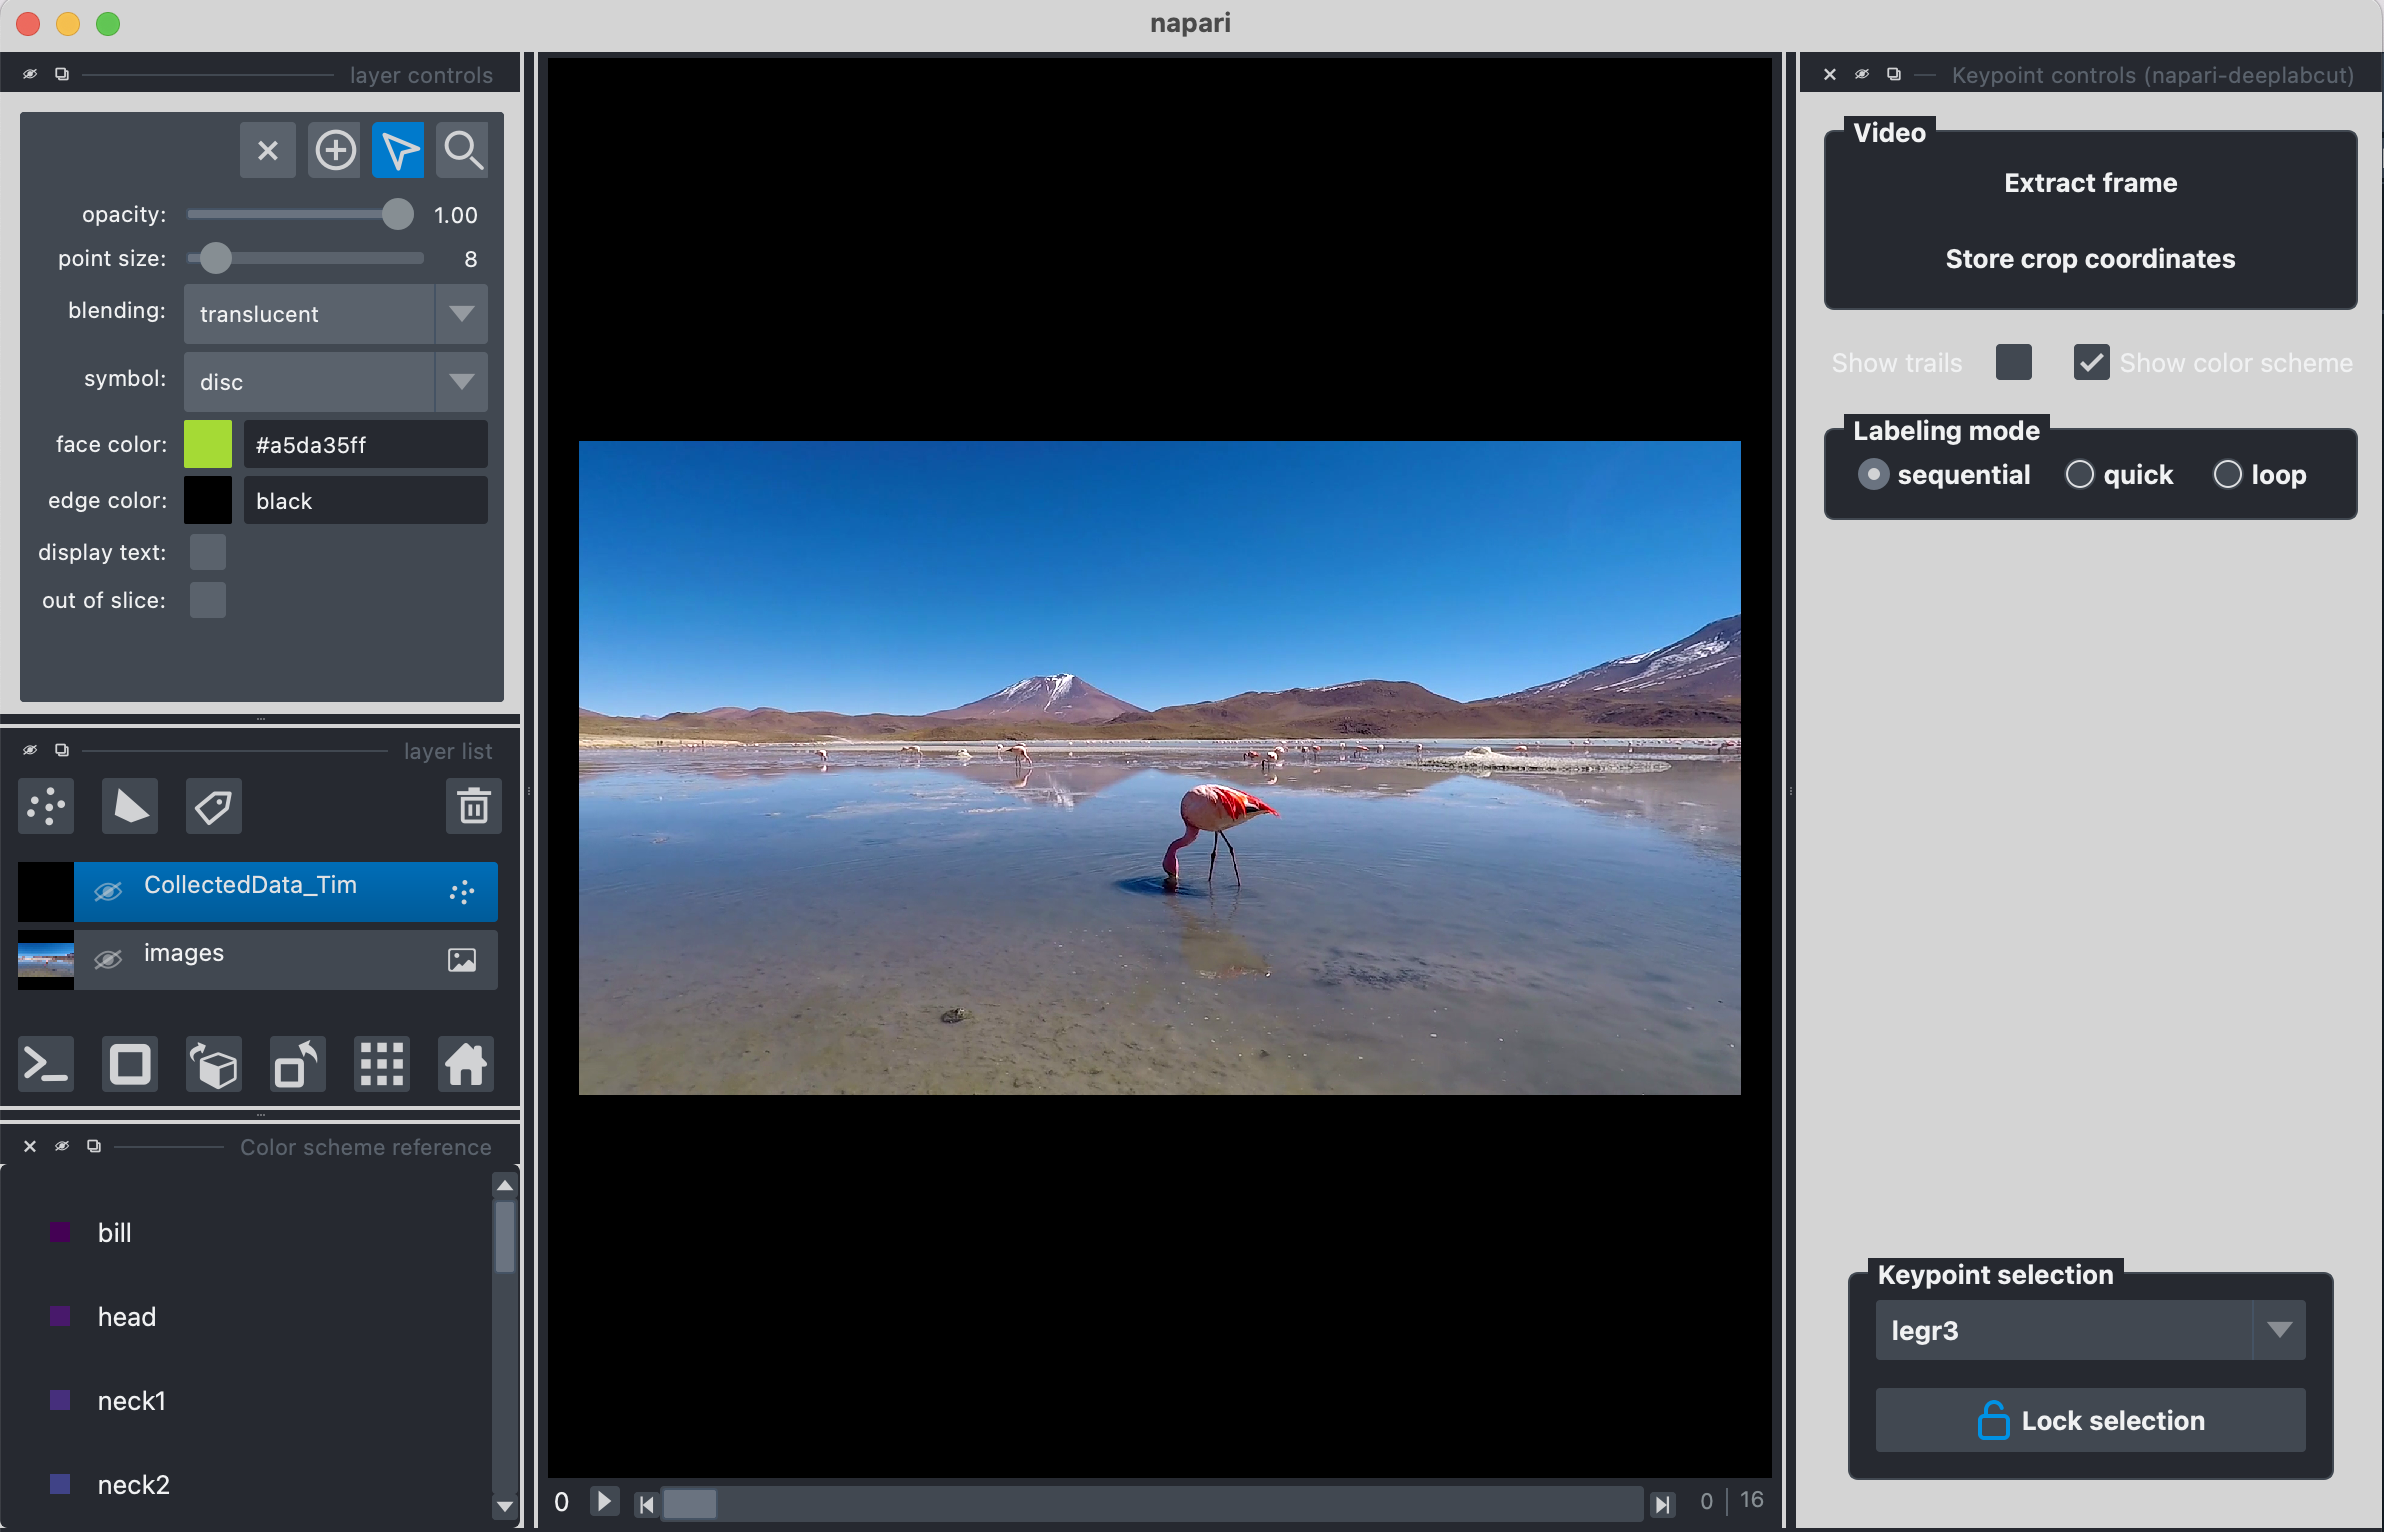 napari
layer controls
opacity: 1.00
point size: 8
blending: translucent
symbol: disc
face color: #a5da35ff
edge color: black
display text:
out of slice:
layer list
CollectedData_Tim
images
Color scheme reference
bill
head
neck1
neck2
0
0 | 16
Keypoint controls (napari-deeplabcut)
Video
Extract frame
Store crop coordinates
Show trails Show color scheme
Labeling mode
sequential quick loop
Keypoint selection
legr3
Lock selection